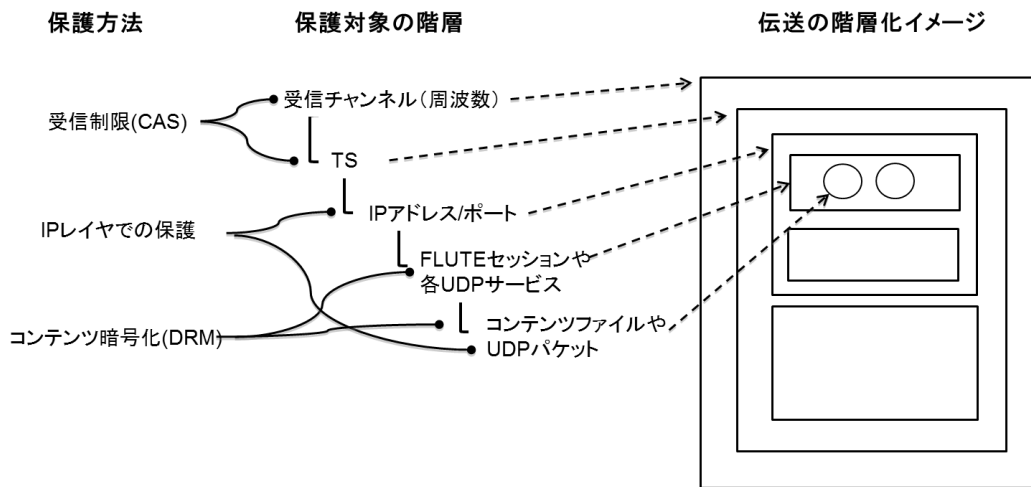 保護方法
保護対象の階層
伝送の階層化イメージ
受信制限(CAS)
受信チャンネル(周波数)
TS
IPレイヤでの保護
IPアドレス/ポート
FLUTEセッションや
各UDPサービス
コンテンツ暗号化(DRM)
コンテンツファイルや
UDPパケット